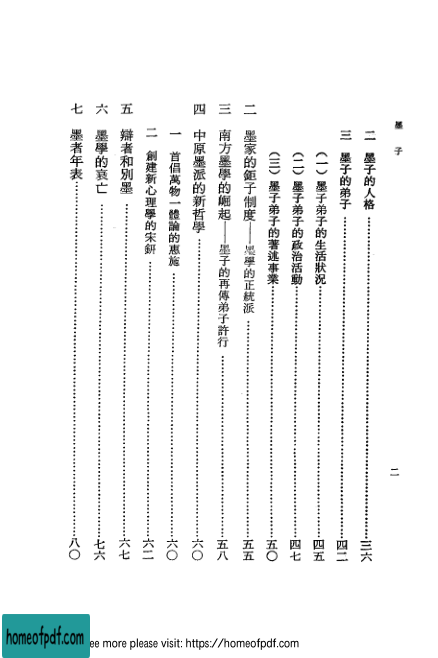 墨子
二 墨子的人格……三六
三 墨子的弟子……四二
(一) 墨子弟子的生活狀況……四五
(二) 墨子弟子的政治活動……四七
(三) 墨子弟子的著述事業……五〇
二 墨家的鉅子制度——墨學的正統派……五五
三 南方墨學的崛起——墨子的再傳弟子許行……五八
四 中原墨派的新哲學……六〇
一 首倡萬物一體論的惠施……六〇
二 創建新心理學的宋鈃……六二
五 辯者和別墨……六七
六 墨學的衰亡……七六
七 墨者年表……八〇
二
homeofpdf.com
ee more please visit: https://homeofpdf.com